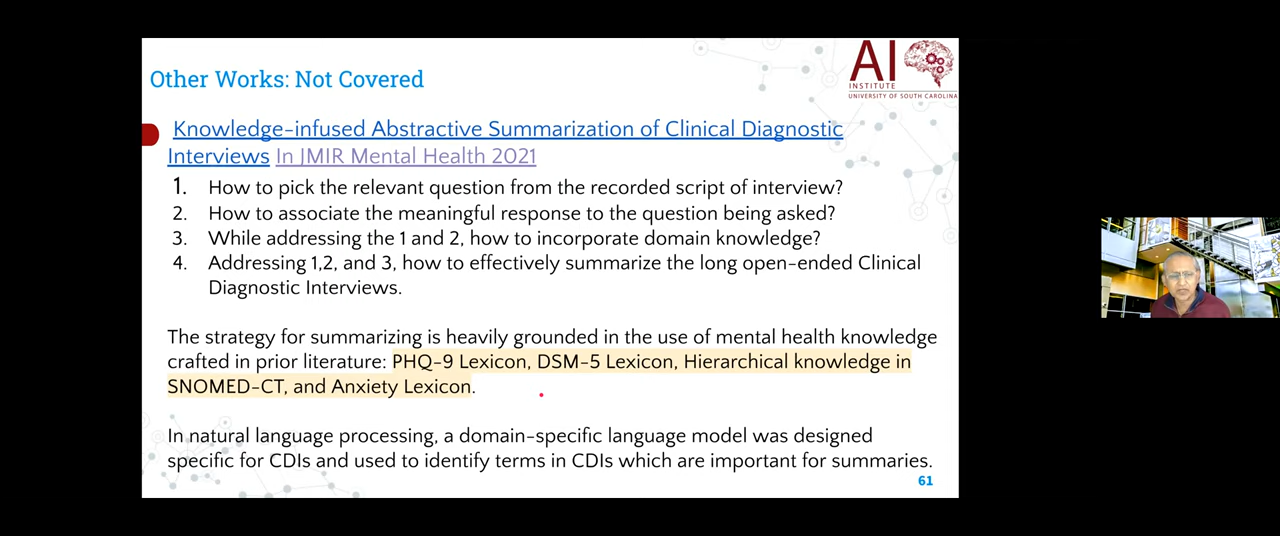 Other Works: Not Covered
AI
INSTITUTE
UNIVERSITY OF SOUTH CAROLINA
Knowledge-infused Abstractive Summarization of Clinical Diagnostic
Interviews In JMIR Mental Health 2021
1. How to pick the relevant question from the recorded script of interview?
2. How to associate the meaningful response to the question being asked?
3. While addressing the 1 and 2, how to incorporate domain knowledge?
4. Addressing 1,2, and 3, how to effectively summarize the long open-ended Clinical
Diagnostic Interviews.
The strategy for summarizing is heavily grounded in the use of mental health knowledge
crafted in prior literature: PHQ-9 Lexicon, DSM-5 Lexicon, Hierarchical knowledge in
SNOMED-CT, and Anxiety Lexicon.
In natural language processing, a domain-specific language model was designed
specific for CDIs and used to identify terms in CDIs which are important for summaries.
61